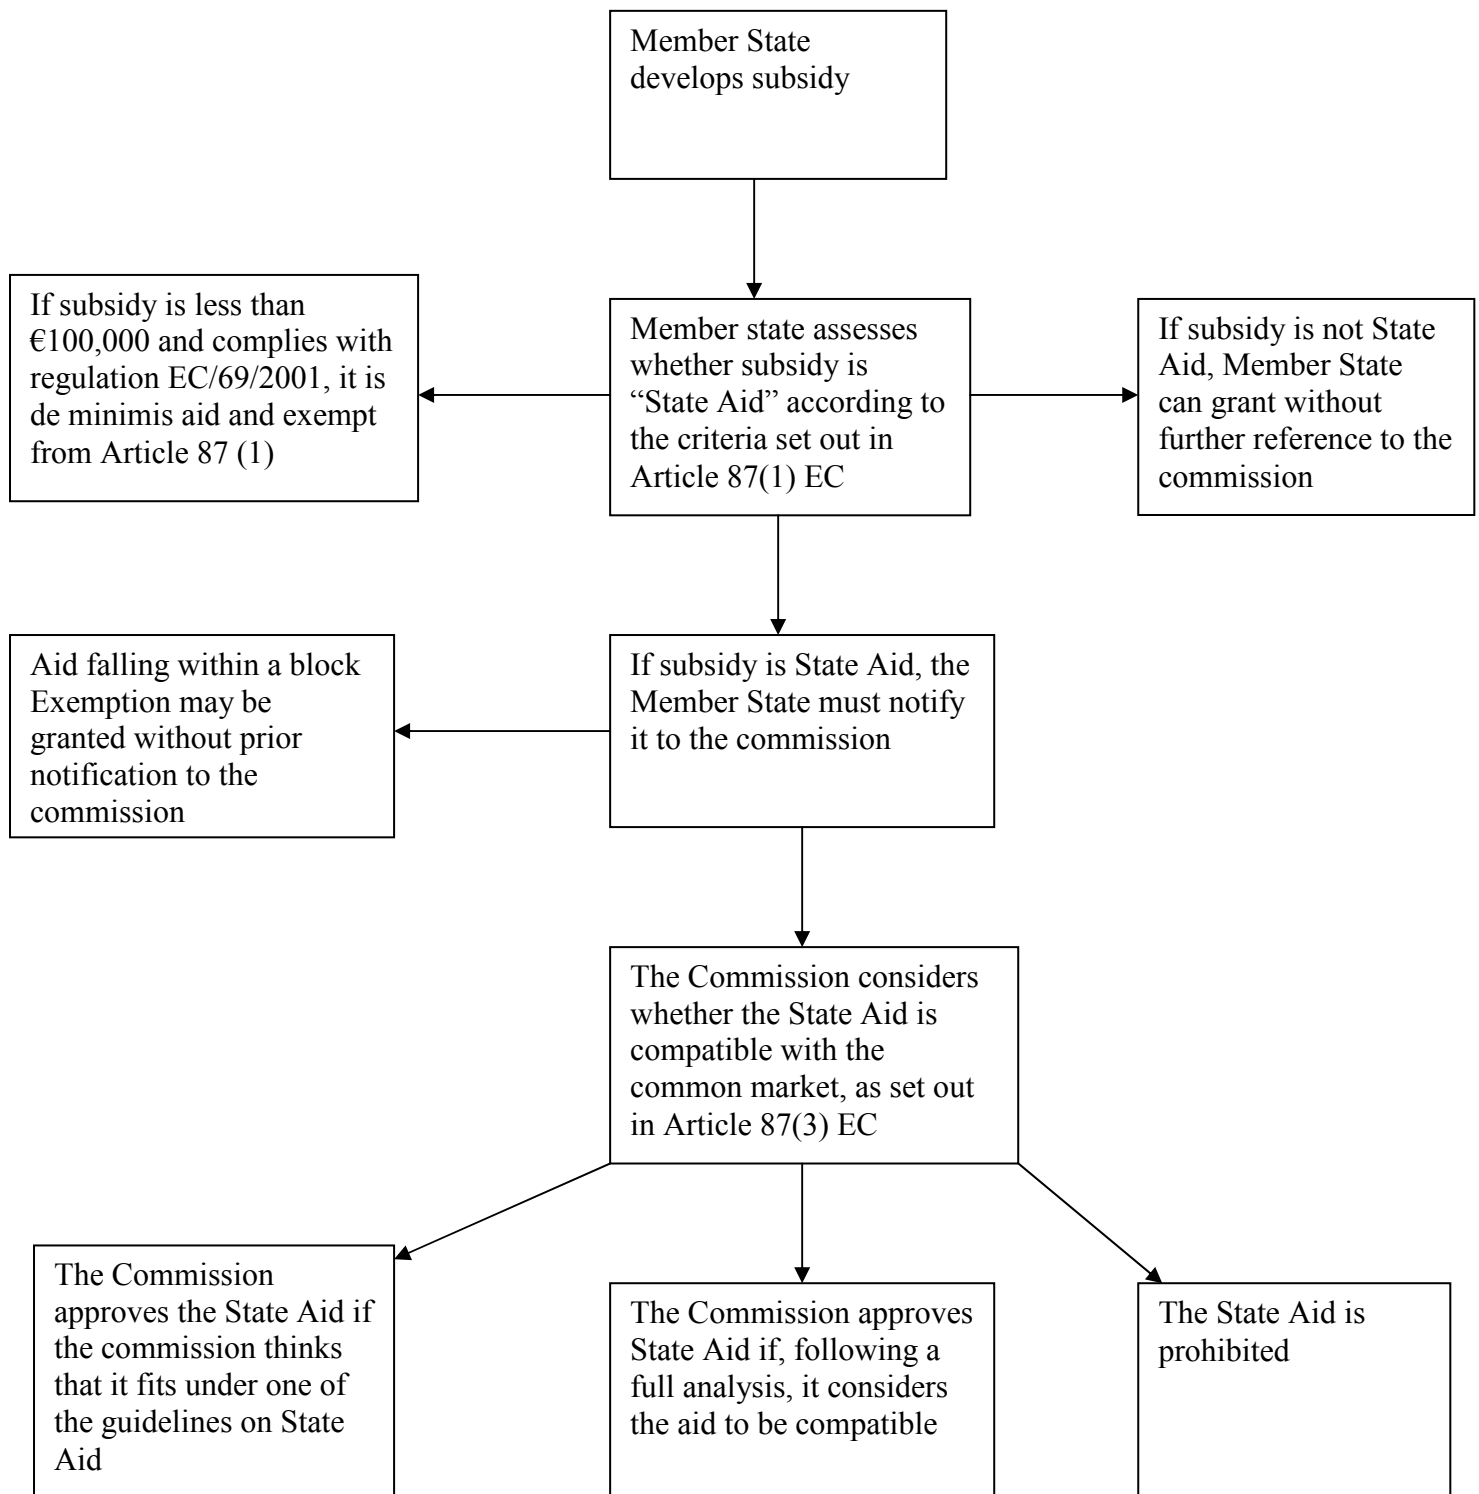 Member State
develops subsidy
If subsidy is less than
€100,000 and complies with
regulation EC/69/2001, it is
de minimis aid and exempt
from Article 87 (1)
Member state assesses
whether subsidy is
“State Aid” according to
the criteria set out in
Article 87(1) EC
If subsidy is not State
Aid, Member State
can grant without
further reference to the
commission
Aid falling within a block
Exemption may be
granted without prior
notification to the
commission
If subsidy is State Aid, the
Member State must notify
it to the commission
The Commission considers
whether the State Aid is
compatible with the
common market, as set out
in Article 87(3) EC
The Commission
approves the State Aid if
the commission thinks
that it fits under one of
the guidelines on State
Aid
The Commission approves
State Aid if, following a
full analysis, it considers
the aid to be compatible
The State Aid is
prohibited